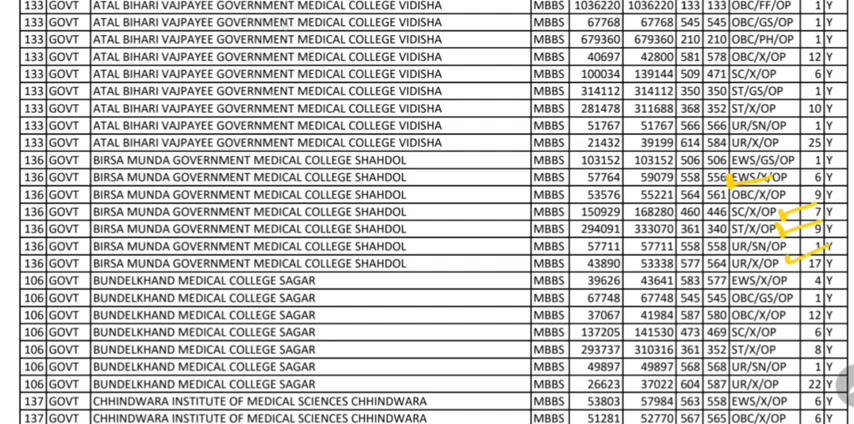 133 GOVT ATAL BIHARI VAJPAYEE GOVERNMENT MEDICAL COLLEGE VIDISHA MBBS 1036220 1036220 133 133 OBC/FF/OP 1 Y
133 GOVT ATAL BIHARI VAJPAYEE GOVERNMENT MEDICAL COLLEGE VIDISHA MBBS 67768 67768 545 545 OBC/GS/OP 1 Y
133 GOVT ATAL BIHARI VAJPAYEE GOVERNMENT MEDICAL COLLEGE VIDISHA MBBS 679360 679360 210 210 OBC/PH/OP 1 Y
133 GOVT ATAL BIHARI VAJPAYEE GOVERNMENT MEDICAL COLLEGE VIDISHA MBBS 40697 42800 581 578 OBC/X/OP 12 Y
133 GOVT ATAL BIHARI VAJPAYEE GOVERNMENT MEDICAL COLLEGE VIDISHA MBBS 100034 139144 509 471 SC/X/OP 6 Y
133 GOVT ATAL BIHARI VAJPAYEE GOVERNMENT MEDICAL COLLEGE VIDISHA MBBS 314112 314112 350 350 ST/GS/OP 1 Y
133 GOVT ATAL BIHARI VAJPAYEE GOVERNMENT MEDICAL COLLEGE VIDISHA MBBS 281478 311688 368 352 ST/X/OP 10 Y
133 GOVT ATAL BIHARI VAJPAYEE GOVERNMENT MEDICAL COLLEGE VIDISHA MBBS 51767 51767 566 566 UR/SN/OP 1 Y
133 GOVT ATAL BIHARI VAJPAYEE GOVERNMENT MEDICAL COLLEGE VIDISHA MBBS 21432 39199 614 584 UR/X/OP 25 Y
136 GOVT BIRSA MUNDA GOVERNMENT MEDICAL COLLEGE SHAHDOL MBBS 103152 103152 506 506 EWS/GS/OP 1 Y
136 GOVT BIRSA MUNDA GOVERNMENT MEDICAL COLLEGE SHAHDOL MBBS 57764 59079 558 556 EWS/X/OP 6 Y
136 GOVT BIRSA MUNDA GOVERNMENT MEDICAL COLLEGE SHAHDOL MBBS 53576 55221 564 561 OBC/X/OP 9 Y
136 GOVT BIRSA MUNDA GOVERNMENT MEDICAL COLLEGE SHAHDOL MBBS 150929 168280 460 446 SC/X/OP 7 Y
136 GOVT BIRSA MUNDA GOVERNMENT MEDICAL COLLEGE SHAHDOL MBBS 294091 333070 361 340 ST/X/OP 9 Y
136 GOVT BIRSA MUNDA GOVERNMENT MEDICAL COLLEGE SHAHDOL MBBS 57711 57711 558 558 UR/SN/OP 1 Y
136 GOVT BIRSA MUNDA GOVERNMENT MEDICAL COLLEGE SHAHDOL MBBS 43890 53338 577 564 UR/X/OP 17 Y
106 GOVT BUNDELKHAND MEDICAL COLLEGE SAGAR MBBS 39626 43641 583 577 EWS/X/OP 4 Y
106 GOVT BUNDELKHAND MEDICAL COLLEGE SAGAR MBBS 67748 67748 545 545 OBC/GS/OP 1 Y
106 GOVT BUNDELKHAND MEDICAL COLLEGE SAGAR MBBS 37067 41984 587 580 OBC/X/OP 12 Y
106 GOVT BUNDELKHAND MEDICAL COLLEGE SAGAR MBBS 137205 141530 473 469 SC/X/OP 6 Y
106 GOVT BUNDELKHAND MEDICAL COLLEGE SAGAR MBBS 293737 310316 361 352 ST/X/OP 8 Y
106 GOVT BUNDELKHAND MEDICAL COLLEGE SAGAR MBBS 49897 49897 568 568 UR/SN/OP 1 Y
106 GOVT BUNDELKHAND MEDICAL COLLEGE SAGAR MBBS 26623 37022 604 587 UR/X/OP 22 Y
137 GOVT CHHINDWARA INSTITUTE OF MEDICAL SCIENCES CHHINDWARA MBBS 53803 57984 563 558 EWS/X/OP 6 Y
137 GOVT CHHINDWARA INSTITUTE OF MEDICAL SCIENCES CHHINDWARA MBBS 51281 52770 567 565 OBC/X/OP 6 Y